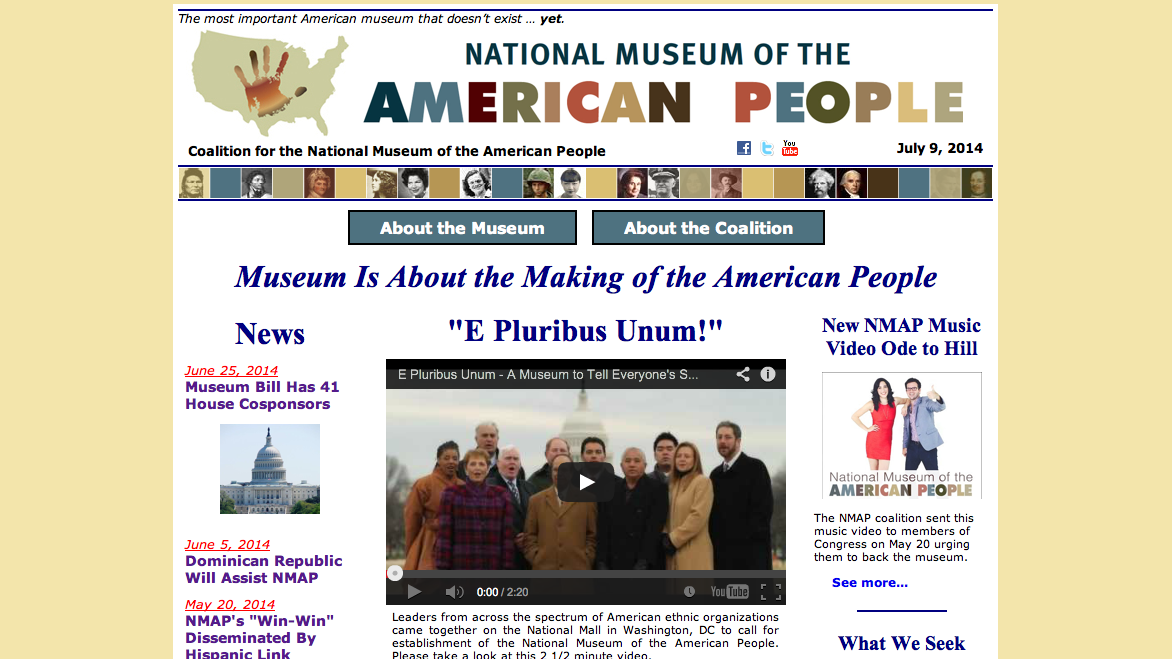 The most important American museum that doesn't exist ... yet.
NATIONAL MUSEUM OF THE
AMERICAN PEOPLE
Coalition for the National Museum of the American People
f
t
You
Tube
July 9, 2014
About the Museum
About the Coalition
Museum Is About the Making of the American People
News
June 25, 2014
Museum Bill Has 41
House Cosponsors
June 5, 2014
Dominican Republic
Will Assist NMAP
May 20, 2014
NMAP's "Win-Win"
Disseminated By
Hispanic Link
"E Pluribus Unum!"
E Pluribus Unum - A Museum to Tell Everyone's S...
0:00 / 2:20
YouTube
Leaders from across the spectrum of American ethnic organizations
came together on the National Mall in Washington, DC to call for
establishment of the National Museum of the American People.
Please take a look at this 2 1/2 minute video.
New NMAP Music
Video Ode to Hill
National Museum of the
AMERICAN PEOPLE
The NMAP coalition sent this
music video to members of
Congress on May 20 urging
them to back the museum.
See more...
What We Seek